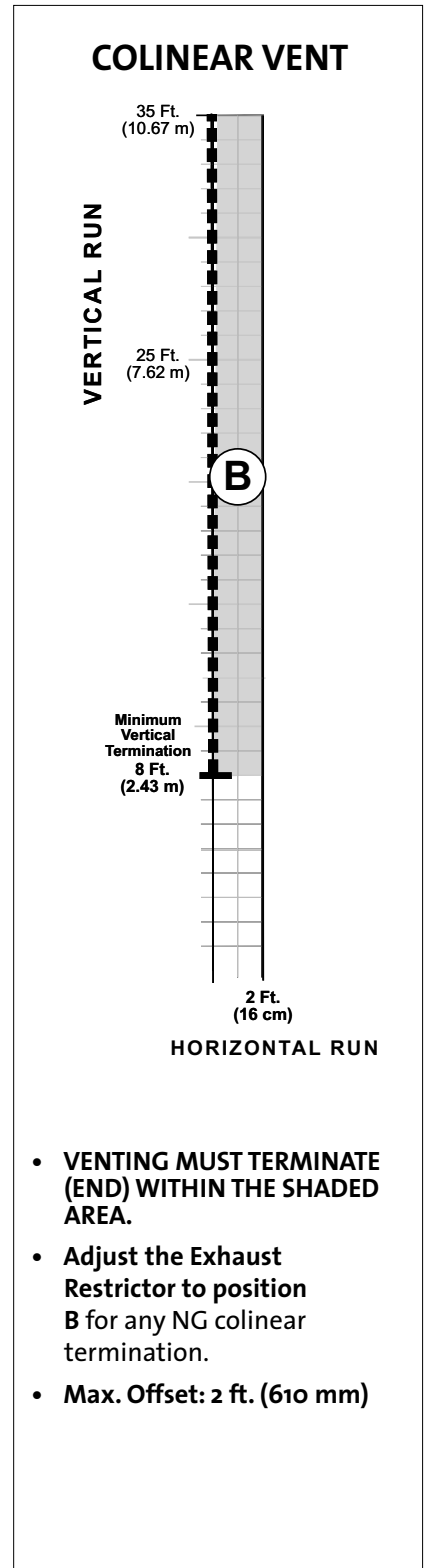 COLINEAR VENT
35 Ft.
(10.67 m)
VERTICAL RUN
25 Ft.
(7.62 m)
B
Minimum
Vertical
Termination
8 Ft.
(2.43 m)
2 Ft.
(16 cm)
HORIZONTAL RUN
• VENTING MUST TERMINATE
(END) WITHIN THE SHADED
AREA.
• Adjust the Exhaust
Restrictor to position
B for any NG colinear
termination.
• Max. Offset: 2 ft. (610 mm)